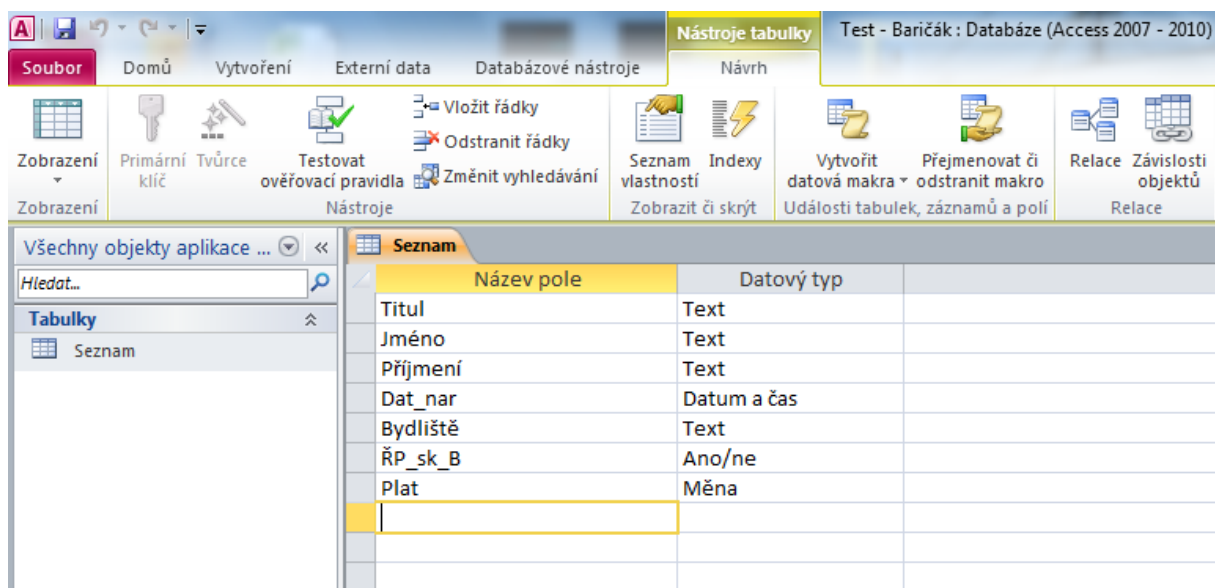 A
Nástroje tabulky Test - Baričák : Databáze (Access 2007 - 2010)
Soubor Domů Vytvoření Externí data Databázové nástroje Návrh
Vložit řádky
Odstranit řádky
Změnit vyhledávání
Zobrazení Primární klíč Tvůrce Testovat ověřovací pravidla Seznam vlastností Indexy Vytvořit datová makra Přejmenovat či odstranit makro Relace Závislosti objektů
Zobrazení Nástroje Zobrazit či skrýt Události tabulek, záznamů a polí Relace
Všechny objekty aplikace ... « Seznam
Hledat...
Název pole Datový typ
Tabulky
Seznam
Titul Text
Jméno Text
Příjmení Text
Dat_nar Datum a čas
Bydliště Text
ŘP_sk_B Ano/ne
Plat Měna